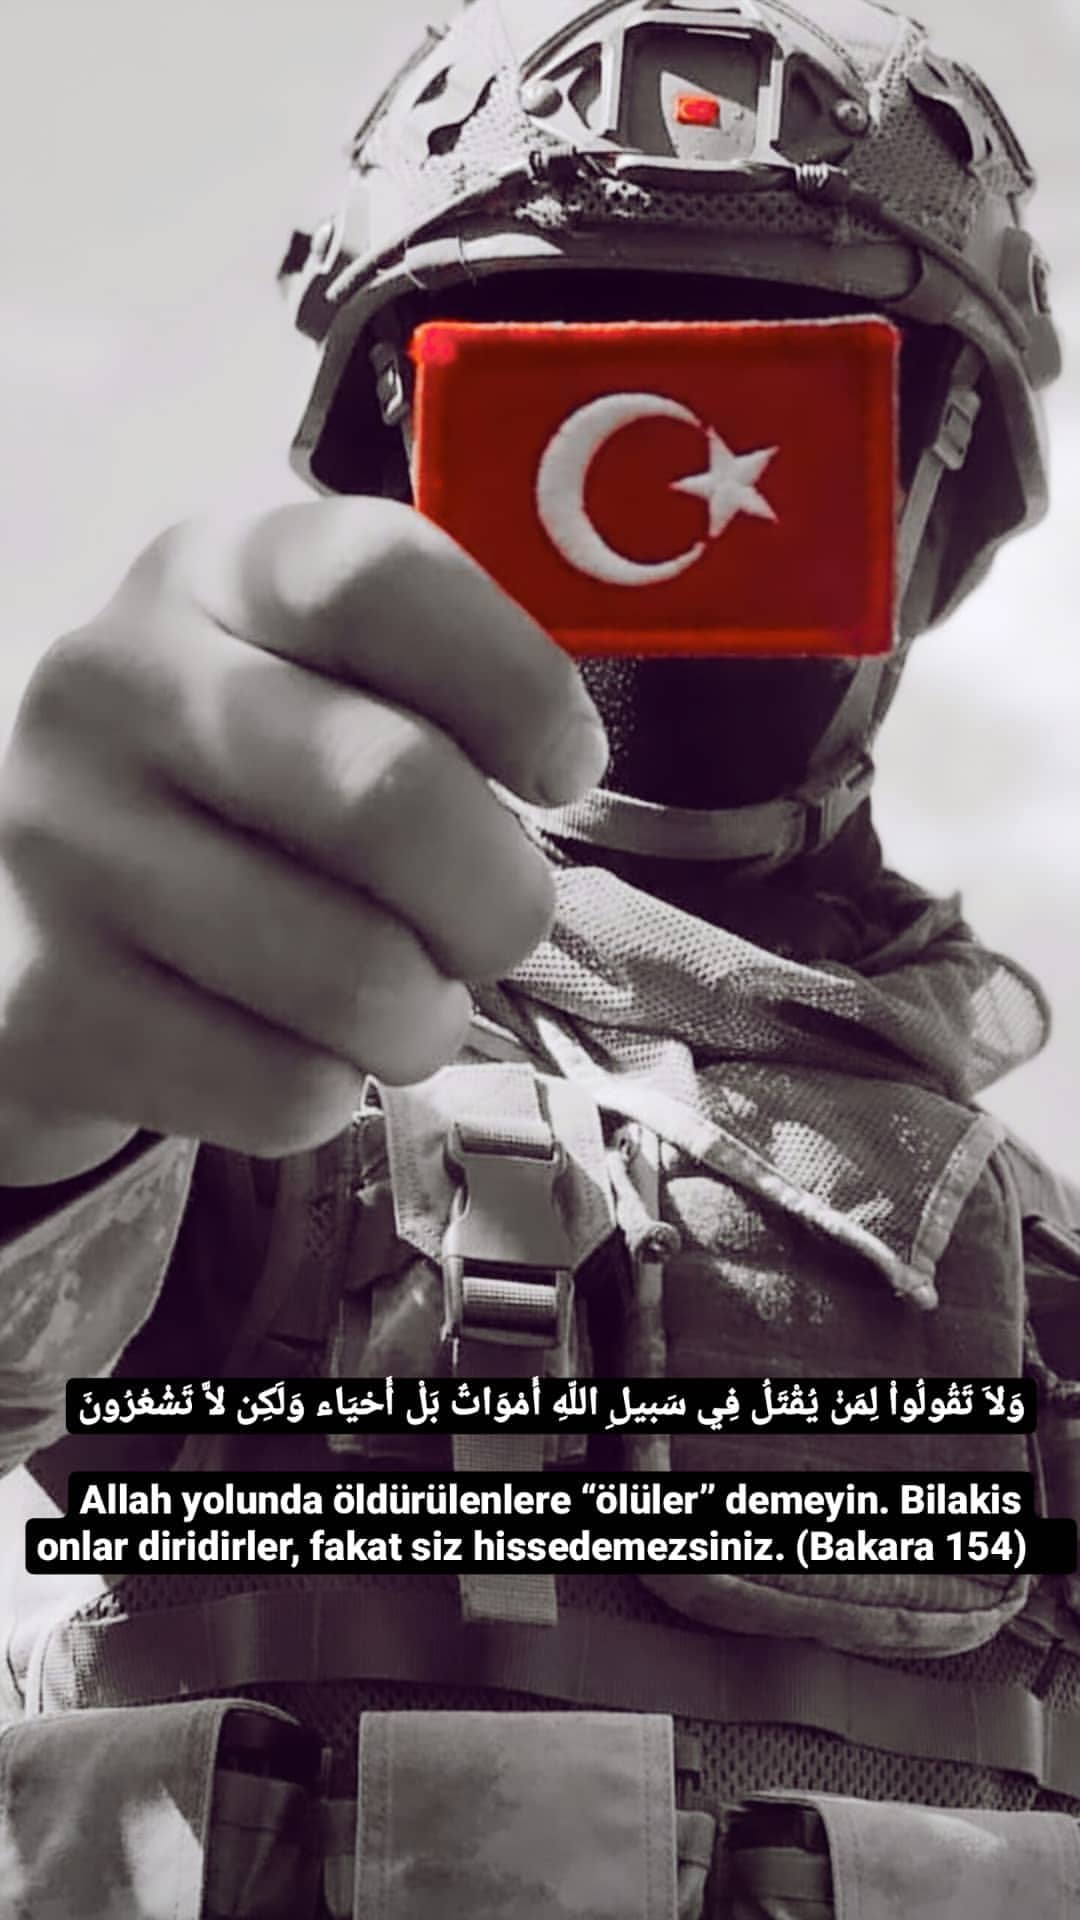 وَلاَ تَقُولُواْ لِمَنْ يُقْتَلُ فِي سَبيلِ اللّهِ أَمْوَاتٌ بَلْ أَحْيَاء وَلَكِن لاَّ تَشْعُرُونَ
Allah yolunda öldürülenlere “ölüler” demeyin. Bilakis
onlar diridirler, fakat siz hissedemezsiniz. (Bakara 154)